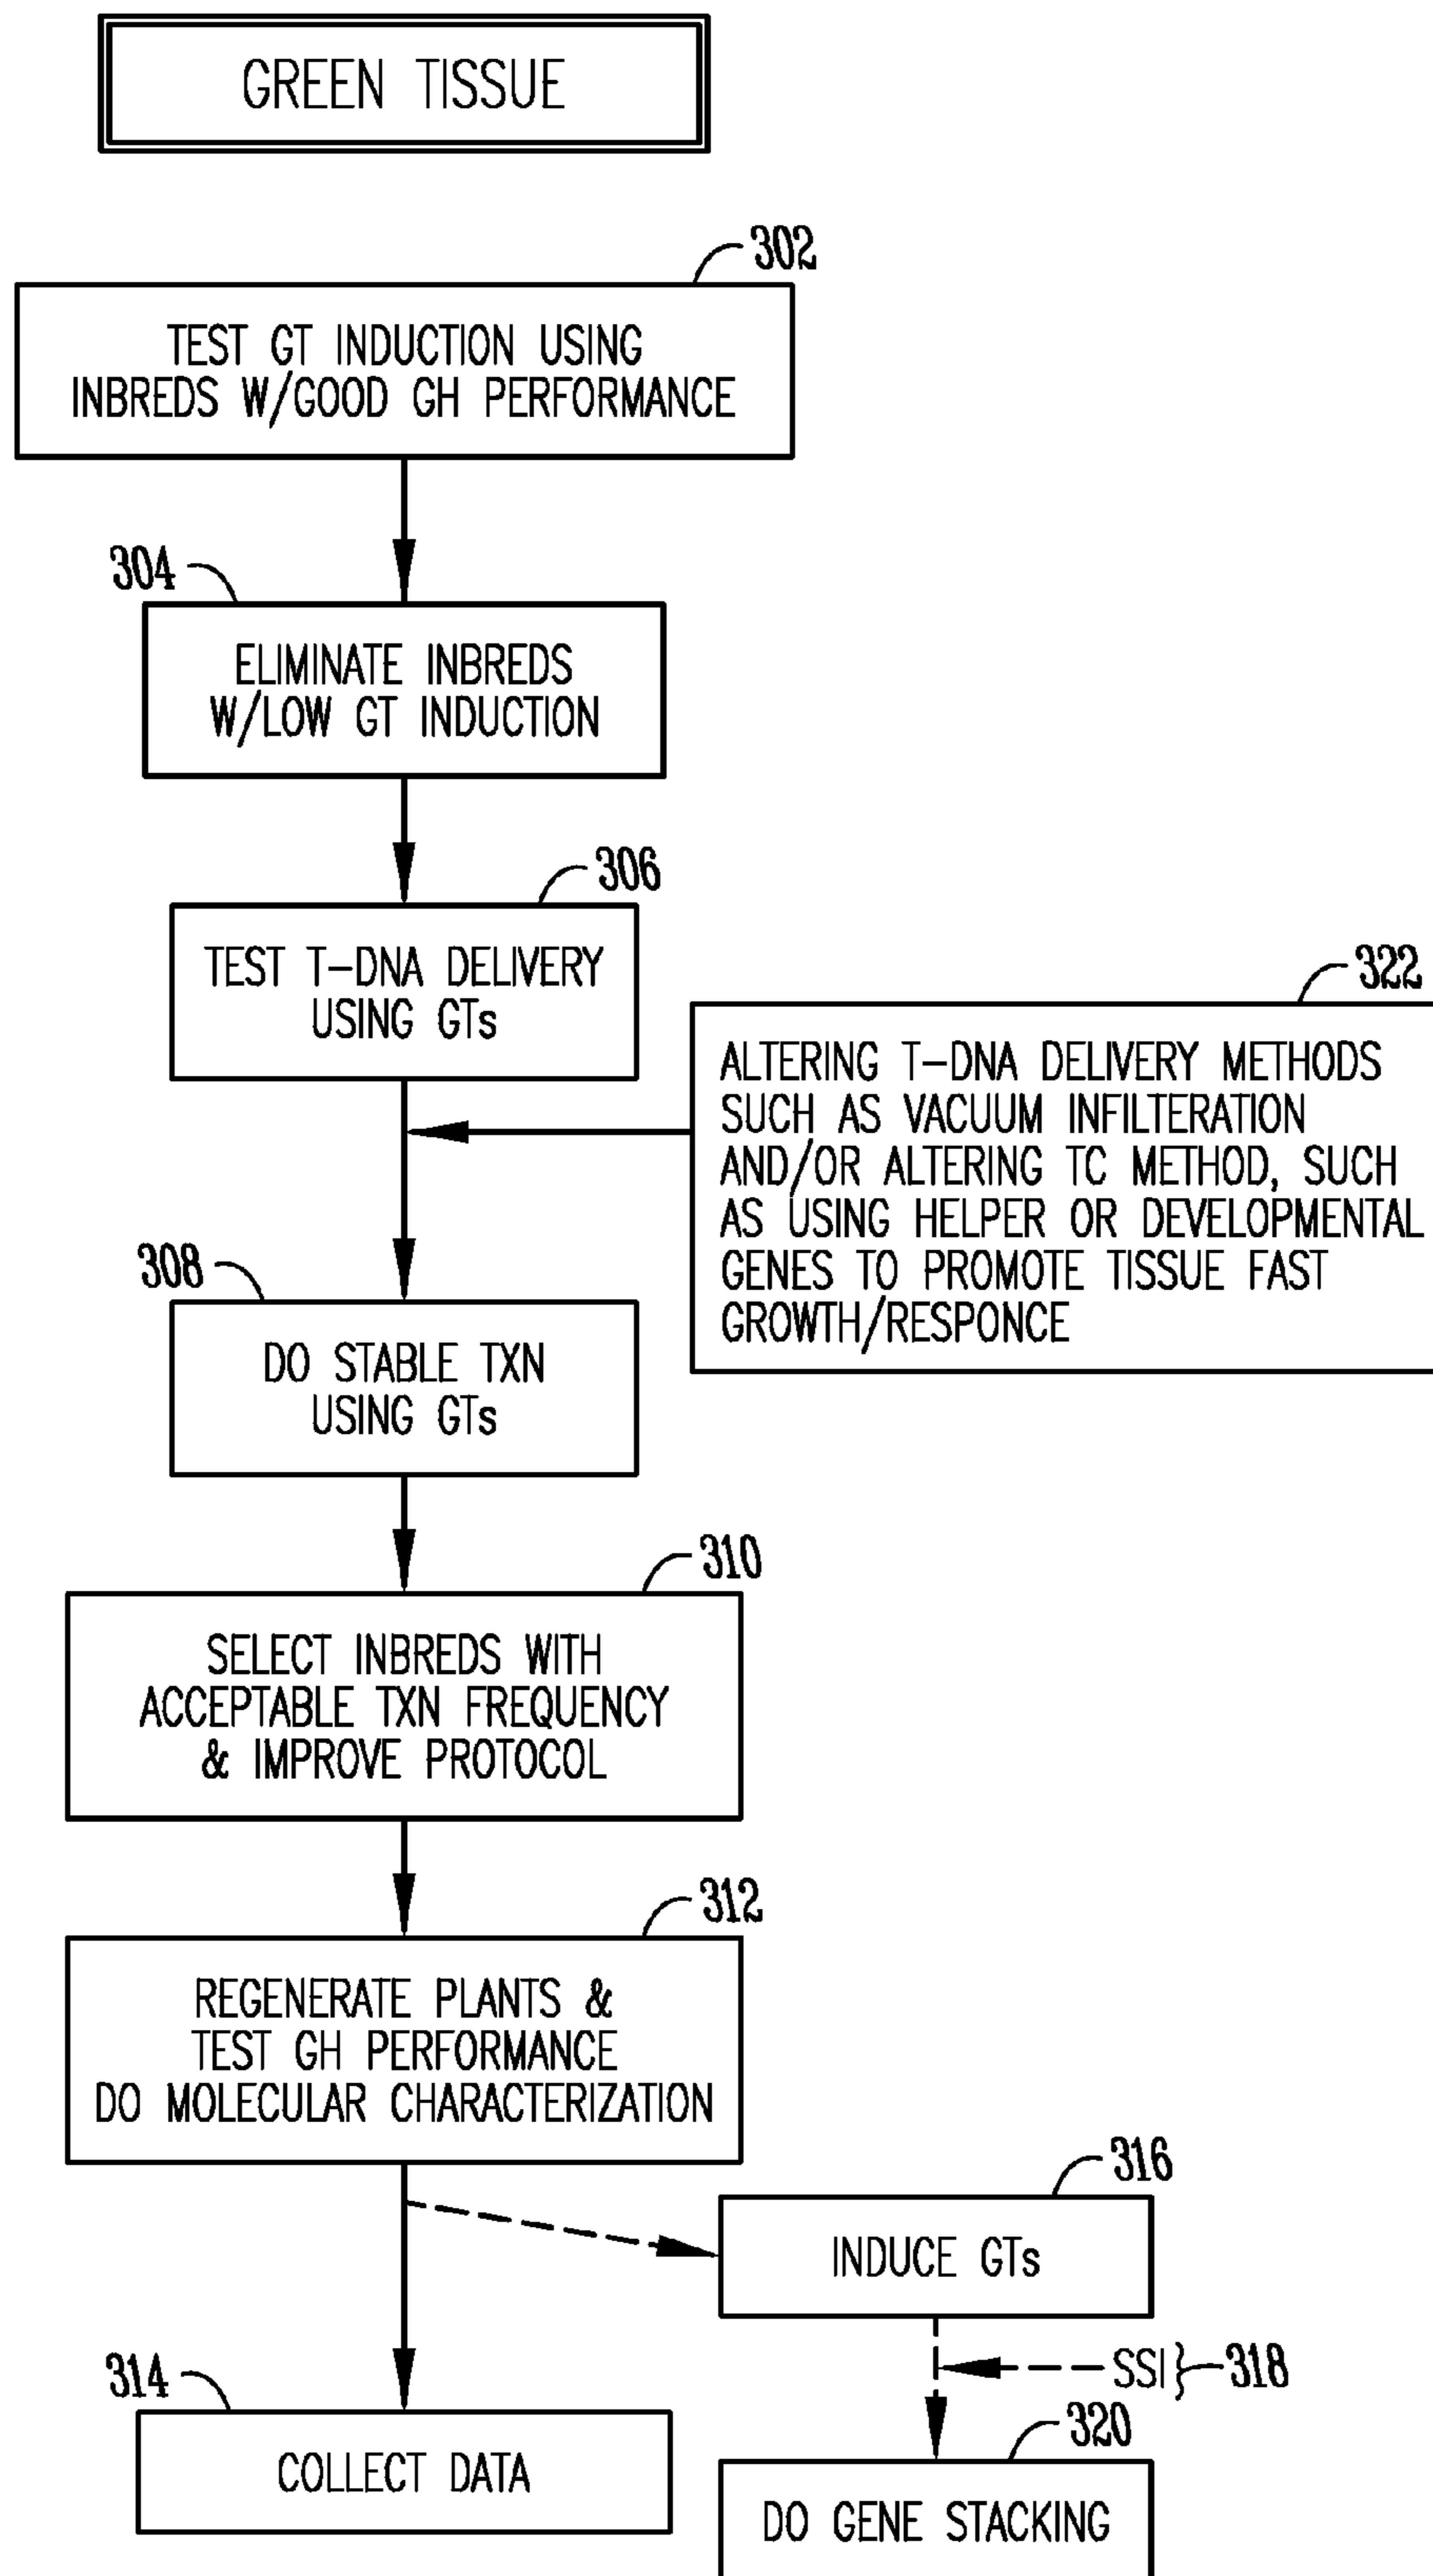 GREEN TISSUE
302
TEST GT INDUCTION USING
INBREDS W/GOOD GH PERFORMANCE
304
ELIMINATE INBREDS
W/LOW GT INDUCTION
306
TEST T-DNA DELIVERY
USING GTs
322
ALTERING T-DNA DELIVERY METHODS
SUCH AS VACUUM INFILTERATION
AND/OR ALTERING TC METHOD, SUCH
AS USING HELPER OR DEVELOPMENTAL
GENES TO PROMOTE TISSUE FAST
GROWTH/RESPONCE
308
DO STABLE TXN
USING GTs
310
SELECT INBREDS WITH
ACCEPTABLE TXN FREQUENCY
& IMPROVE PROTOCOL
312
REGENERATE PLANTS &
TEST GH PERFORMANCE
DO MOLECULAR CHARACTERIZATION
316
INDUCE GTs
SSI}318
314
COLLECT DATA
320
DO GENE STACKING